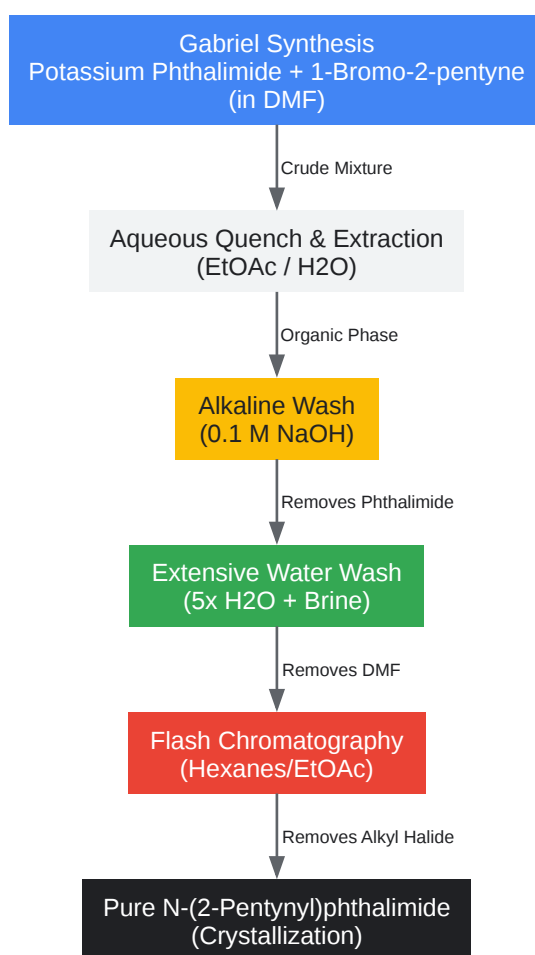 Gabriel Synthesis
Potassium Phthalimide + 1-Bromo-2-pentyne
(in DMF)
Crude Mixture
Aqueous Quench & Extraction
(EtOAc / H2O)
Organic Phase
Alkaline Wash
(0.1 M NaOH)
Removes Phthalimide
Extensive Water Wash
(5x H2O + Brine)
Removes DMF
Flash Chromatography
(Hexanes/EtOAc)
Removes Alkyl Halide
Pure N-(2-Pentynyl)phthalimide
(Crystallization)